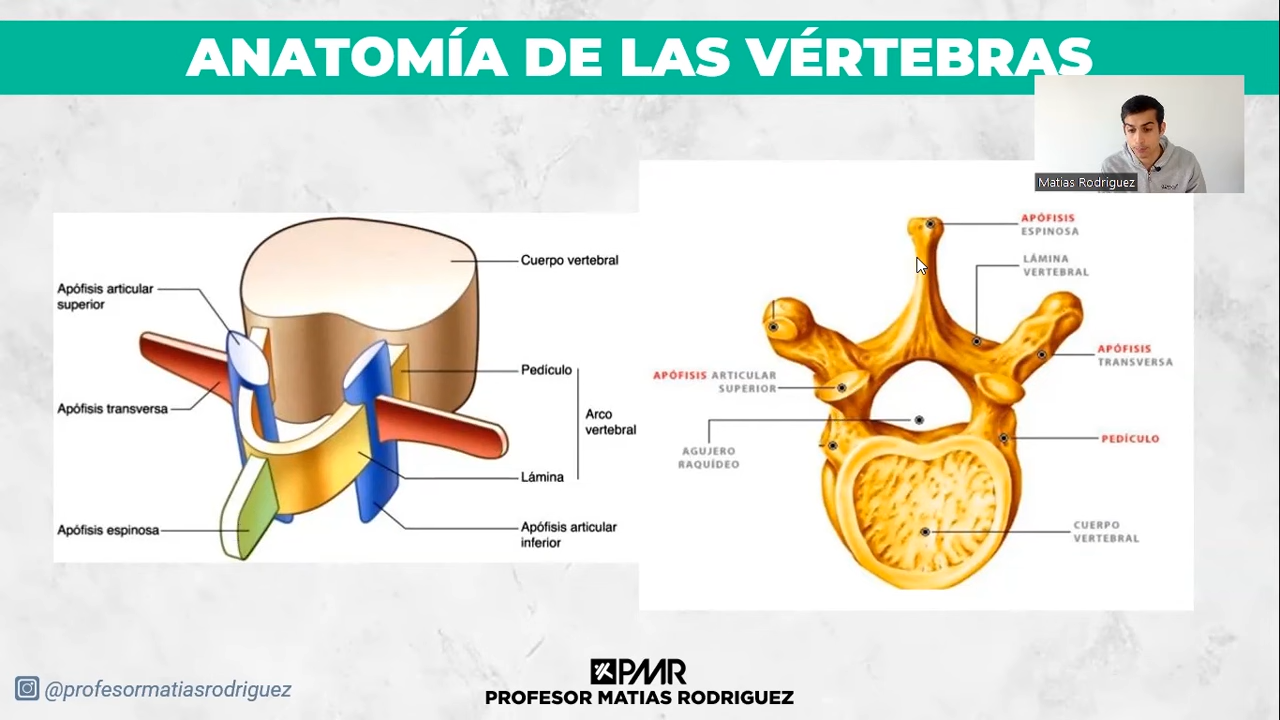 ANATOMÍA DE LAS VÉRTEBRAS
Matias Rodriguez
Cuerpo vertebral
Apófisis articular
superior
Pedículo
Apófisis transversa
Arco
vertebral
Lámina
Apófisis espinosa
Apófisis articular
inferior
APÓFISIS
ESPINOSA
LÁMINA
VERTEBRAL
APÓFISIS
TRANSVERSA
APÓFISIS ARTICULAR
SUPERIOR
PEDÍCULO
AGUJERO
RAQUÍDEO
CUERPO
VERTEBRAL
@profesormatiasrodriguez
PMR
PROFESOR MATIAS RODRIGUEZ